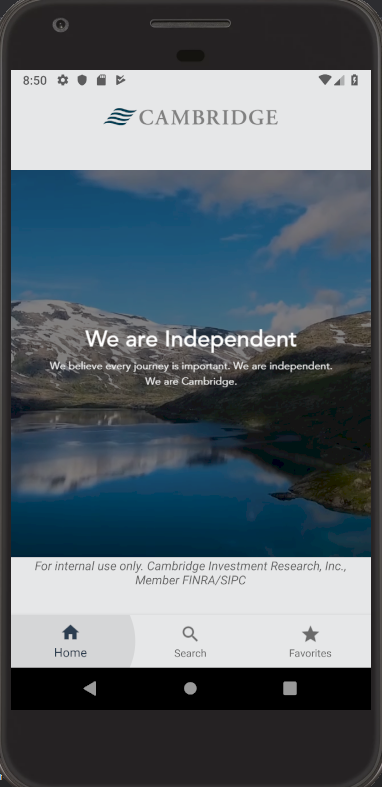 8:50
CAMBRIDGE
We are Independent
We believe every journey is important. We are independent.
We are Cambridge.
For internal use only. Cambridge Investment Research, Inc.,
Member FINRA/SIPC
Home
Search
Favorites